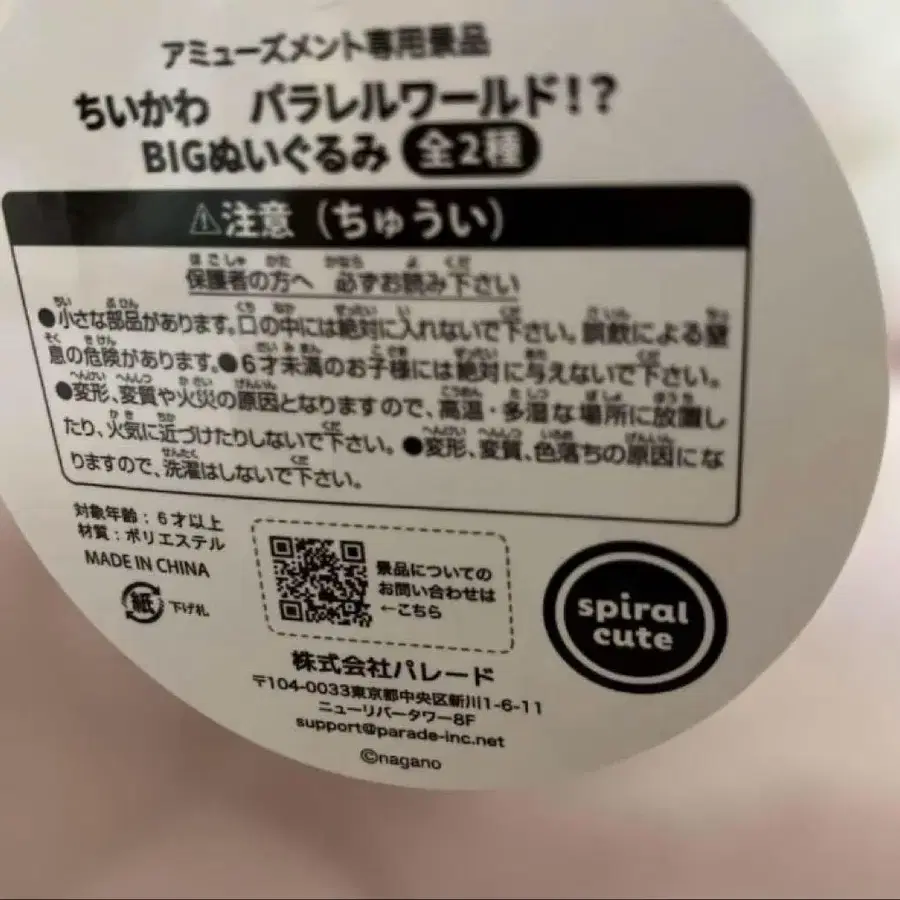 アミューズメント専用景品
ちいかわ パラレルワールド!?
BIGぬいぐるみ 全2種
⚠注意(ちゅうい)
保護者の方へ 必ずお読み下さい
●小さな部品があります。口の中には絶対に入れないで下さい。誤飲による窒
息の危険があります。●6才未満のお子様には絶対に与えないで下さい。
●変形、変質や火災の原因となりますので、高温・多湿な場所に放置し
たり、火気に近づけたりしないで下さい。●変形、変質、色落ちの原因にな
りますので、洗濯はしないで下さい。
対象年齢:6才以上
材質:ポリエステル
MADE IN CHINA
紙 下げ札
景品についての
お問い合わせは
←こちら
spiral
cute
株式会社パレード
〒104-0033東京都中央区新川1-6-11
ニューリバータワー8F
support@parade-inc.net
©nagano